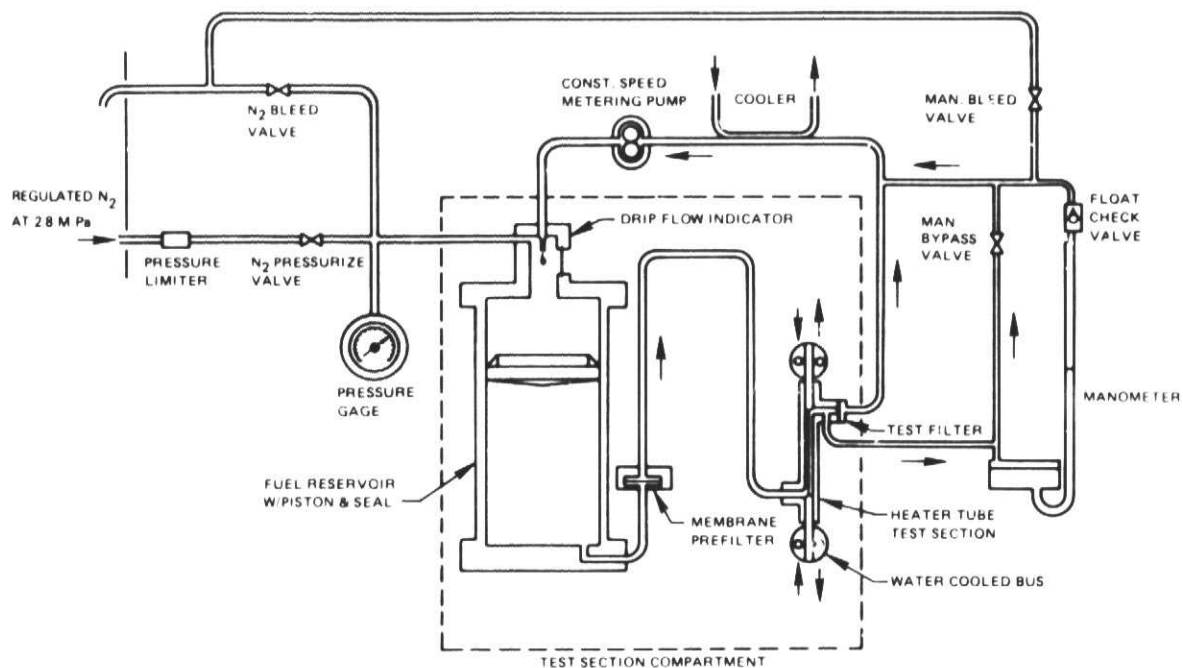 CONST. SPEED
METERING PUMP
COOLER
N2 BLEED
VALVE
MAN. BLEED
VALVE
REGULATED N2
AT 28 M Pa
DRIP FLOW INDICATOR
MAN
BYPASS
VALVE
FLOAT
CHECK
VALVE
PRESSURE
LIMITER
N2 PRESSURIZE
VALVE
PRESSURE
GAGE
MANOMETER
TEST FILTER
FUEL RESERVOIR
W/PISTON & SEAL
MEMBRANE
PREFILTER
HEATER TUBE
TEST SECTION
WATER COOLED BUS
TEST SECTION COMPARTMENT